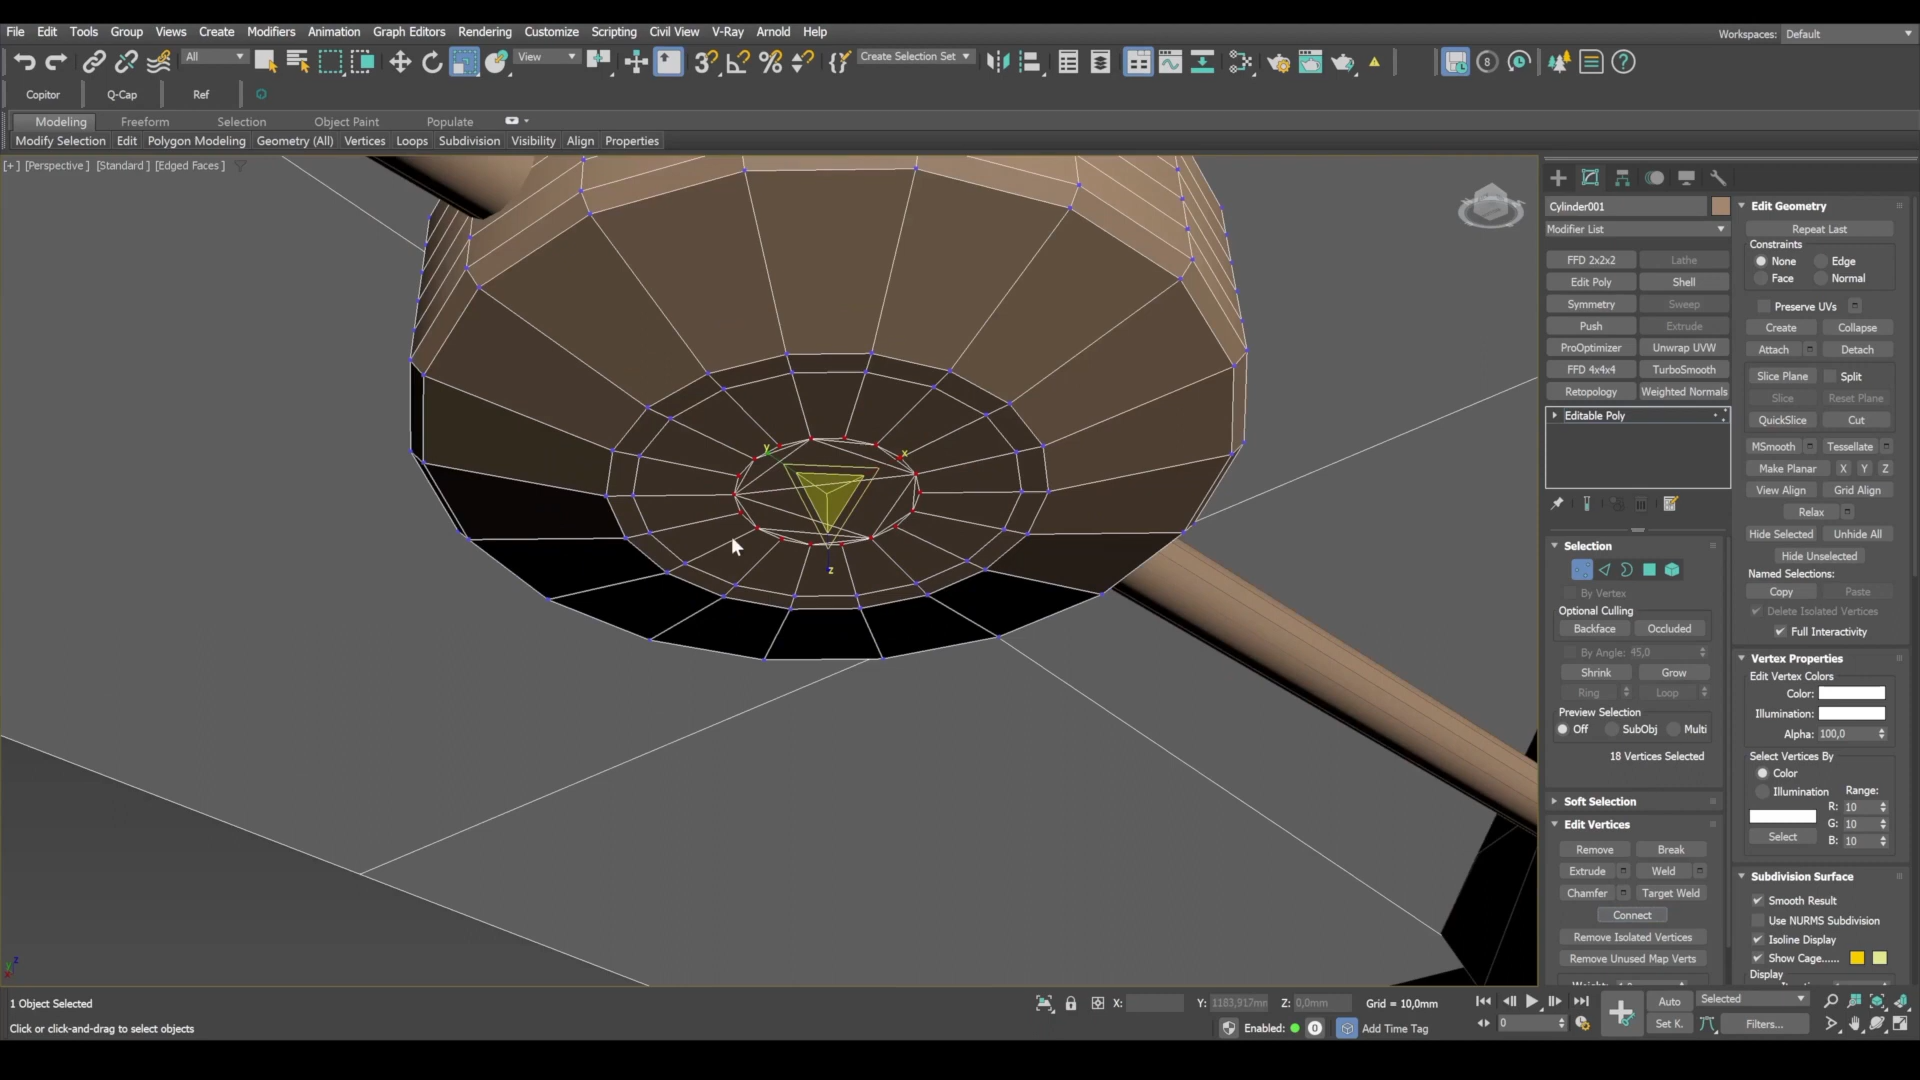 File Edit Tools Group Views Create Modifiers Animation Graph Editors Rendering Customize Scripting Civil View V-Ray Arnold Help
Workspaces: Default
All View Create Selection Set
Copitor Q-Cap Ref
Modeling Freeform Selection Object Paint Populate
Modify Selection Edit Polygon Modeling Geometry (All) Vertices Loops Subdivision Visibility Align Properties
[+] [Perspective ] [Standard ] [Edged Faces ]
y x
z
Cylinder001
Modifier List
FFD 2x2x2 Lathe
Edit Poly Shell
Symmetry Sweep
Push Extrude
ProOptimizer Unwrap UVW
FFD 4x4x4 TurboSmooth
Retopology Weighted Normals
Editable Poly
Selection
By Vertex
Optional Culling
Backface Occluded
By Angle: 45,0
Shrink Grow
Ring Loop
Preview Selection
Off SubObj Multi
18 Vertices Selected
Soft Selection
Edit Vertices
Remove Break
Extrude Weld
Chamfer Target Weld
Connect
Remove Isolated Vertices
Remove Unused Map Verts
Edit Geometry
Repeat Last
Constraints
None Edge
Face Normal
Preserve UVs
Create Collapse
Attach Detach
Slice Plane Split
Slice Reset Plane
QuickSlice Cut
MSmooth Tessellate
Make Planar X Y Z
View Align Grid Align
Relax
Hide Selected Unhide All
Hide Unselected
Named Selections:
Copy Paste
Delete Isolated Vertices
Full Interactivity
Vertex Properties
Edit Vertex Colors
Color:
Illumination:
Alpha: 100,0
Select Vertices By
Color
Illumination Range:
R: 10
G: 10
Select B: 10
Subdivision Surface
Smooth Result
Use NURMS Subdivision
Isoline Display
Show Cage......
Display
1 Object Selected
Click or click-and-drag to select objects
X: Y: 1183,917mm Z: 0,0mm Grid = 10,0mm
Enabled: 0 Add Time Tag
0
Auto Selected
Set K. Filters...